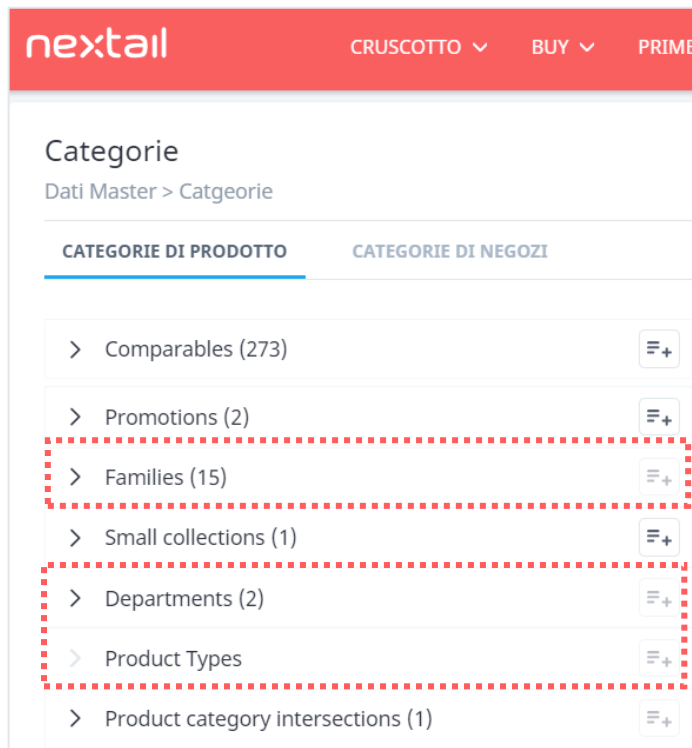 nextail
CRUSCOTTO BUY PRIME
Categorie
Dati Master > Catgeorie
CATEGORIE DI PRODOTTO CATEGORIE DI NEGOZI
Comparables (273)
Promotions (2)
Families (15)
Small collections (1)
Departments (2)
Product Types
Product category intersections (1)